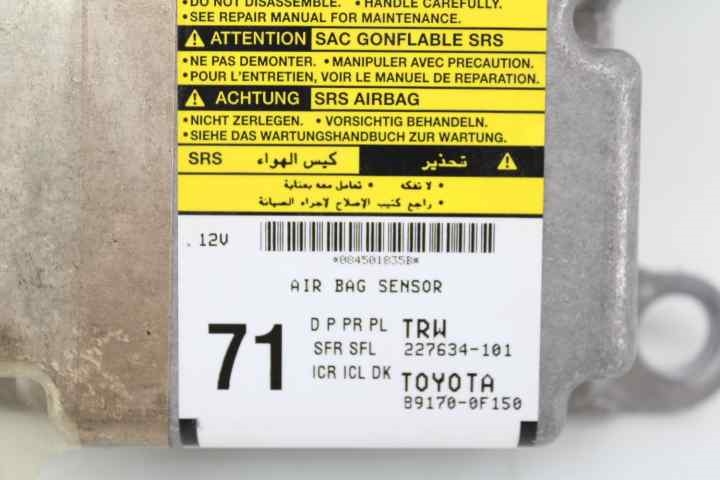 •DO NOT DISASSEMBLE. •HANDLE CAREFULLY.
•SEE REPAIR MANUAL FOR MAINTENANCE.
ATTENTION SAC GONFLABLE SRS
•NE PAS DEMONTER. •MANIPULER AVEC PRECAUTION.
•POUR L'ENTRETIEN, VOIR LE MANUEL DE REPARATION.
ACHTUNG SRS AIRBAG
•NICHT ZERLEGEN. •VORSICHTIG BEHANDELN.
•SIEHE DAS WARTUNGSHANDBUCH ZUR WARTUNG.
تحذير كيس الهواء SRS
• لا تفكه • تعامل معه بعناية
• راجع كتيب الإصلاح لاجراء الصيانة
. 12V
*084501835B*
AIR BAG SENSOR
71
D P PR PL TRW
SFR SFL 227634-101
ICR ICL DK TOYOTA
89170-0F150